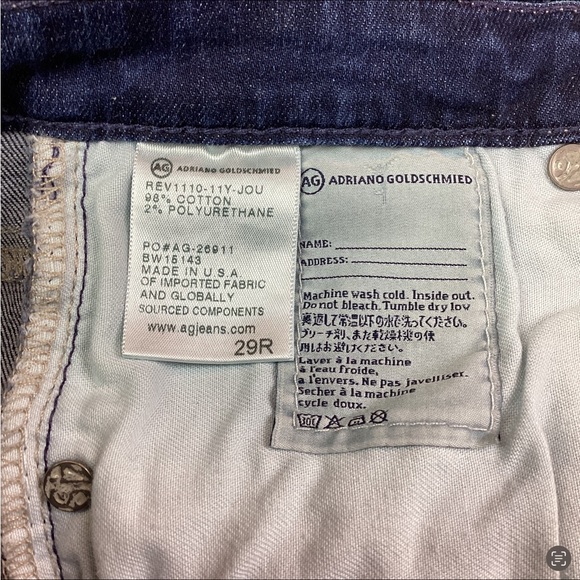 AG ADRIANO GOLDSCHMIED
REV1110-11Y-JOU
98% COTTON
2% POLYURETHANE
PO#AG-26911
BW15143
MADE IN U.S.A.
OF IMPORTED FABRIC
AND GLOBALLY
SOURCED COMPONENTS
www.agjeans.com
29R
AG ADRIANO GOLDSCHMIED
NAME:
ADDRESS:
Machine wash cold. Inside out.
Do not bleach. Tumble dry low
裏返して常温以下の水で洗ってください。
ブリーチ剤、また乾燥機の使
用はお避けください。
Laver à la machine
à l'eau froide,
a l'envers. Ne pas javelliser.
Secher à la machine
cycle doux.